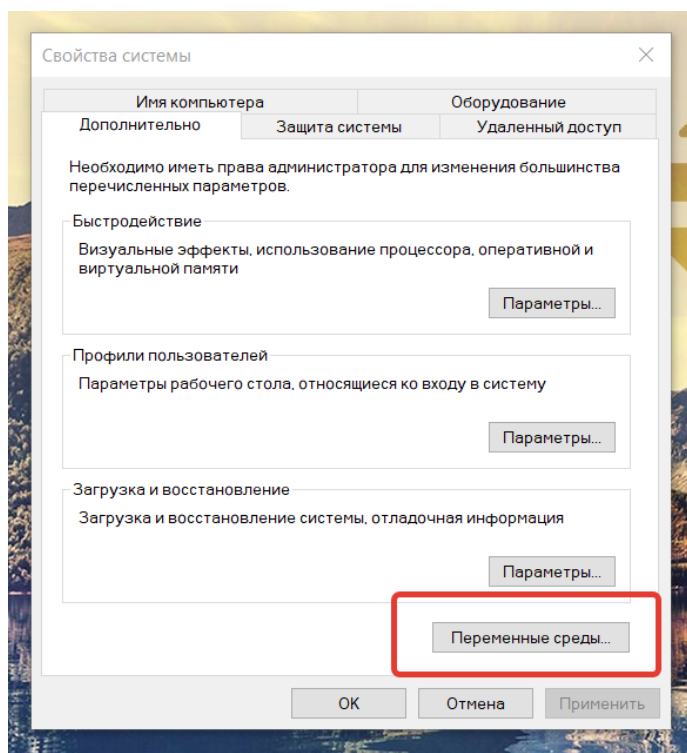 Свойства системы
Имя компьютера
Оборудование
Дополнительно
Защита системы
Удаленный доступ
Необходимо иметь права администратора для изменения большинства
перечисленных параметров.
Быстродействие
Визуальные эффекты, использование процессора, оперативной и
виртуальной памяти
Параметры...
Профили пользователей
Параметры рабочего стола, относящиеся ко входу в систему
Параметры...
Загрузка и восстановление
Загрузка и восстановление системы, отладочная информация
Параметры...
Переменные среды...
ОК
Отмена
Применить